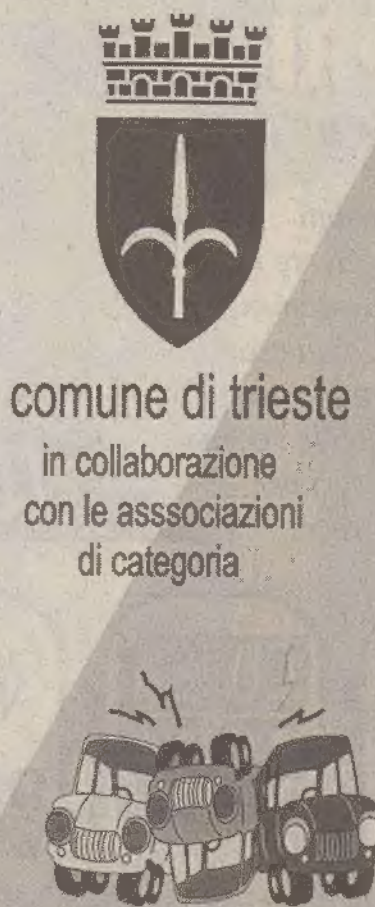 comune di trieste
in collaborazione
con le asssociazioni
di categoria